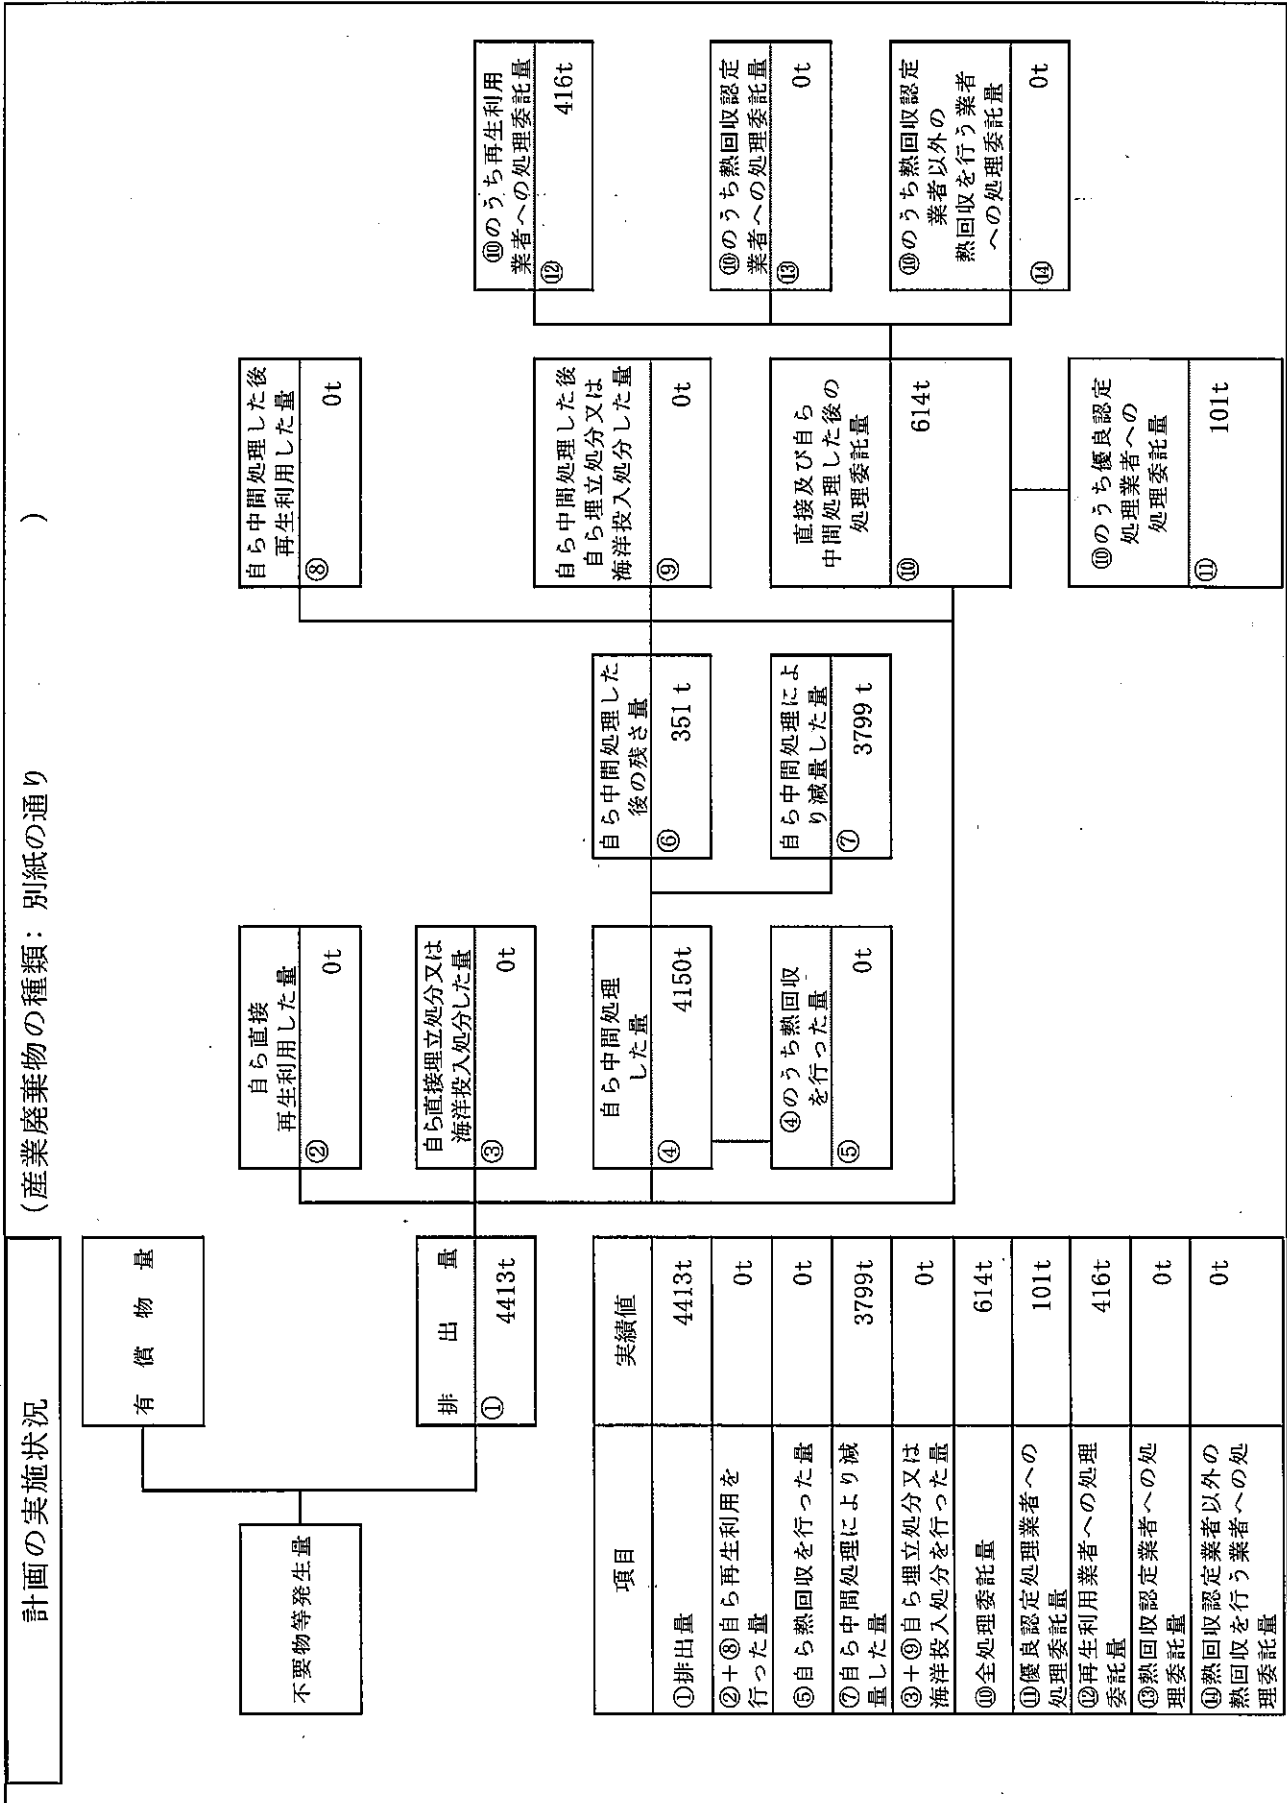 計画の実施状況
(産業廃棄物の種類：別紙の通り )
不要物等発生量
有償物量
排出量
①
4413t
自ら直接
再生利用した量
②
0t
自ら直接埋立処分又は
海洋投入処分した量
③
0t
自ら中間処理
した量
④
4150t
④のうち熱回収
を行った量
⑤
0t
自ら中間処理した
後の残さ量
⑥
351t
自ら中間処理によ
り減量した量
⑦
3799t
自ら中間処理した後
再生利用した量
⑧
0t
自ら中間処理した後
自ら埋立処分又は
海洋投入処分した量
⑨
0t
直接及び自ら
中間処理した後の
処理委託量
⑩
614t
⑩のうち優良認定
処理業者への
処理委託量
⑪
101t
⑩のうち再生利用
業者への処理委託量
⑫
416t
⑩のうち熱回収認定
業者への処理委託量
⑬
0t
⑩のうち熱回収認定
業者以外の
熱回収を行う業者
への処理委託量
⑭
0t
項目 実績値
①排出量 4413t
②+⑧自ら再生利用を
行った量 0t
⑤自ら熱回収を行った量 0t
⑦自ら中間処理により減
量した量 3799t
③+⑨自ら埋立処分又は
海洋投入処分を行った量 0t
⑩全処理委託量 614t
⑪優良認定処理業者への
処理委託量 101t
⑫再生利用業者への処理
委託量 416t
⑬熱回収認定業者への処
理委託量 0t
⑭熱回収認定業者以外の
熱回収を行う業者への処
理委託量 0t